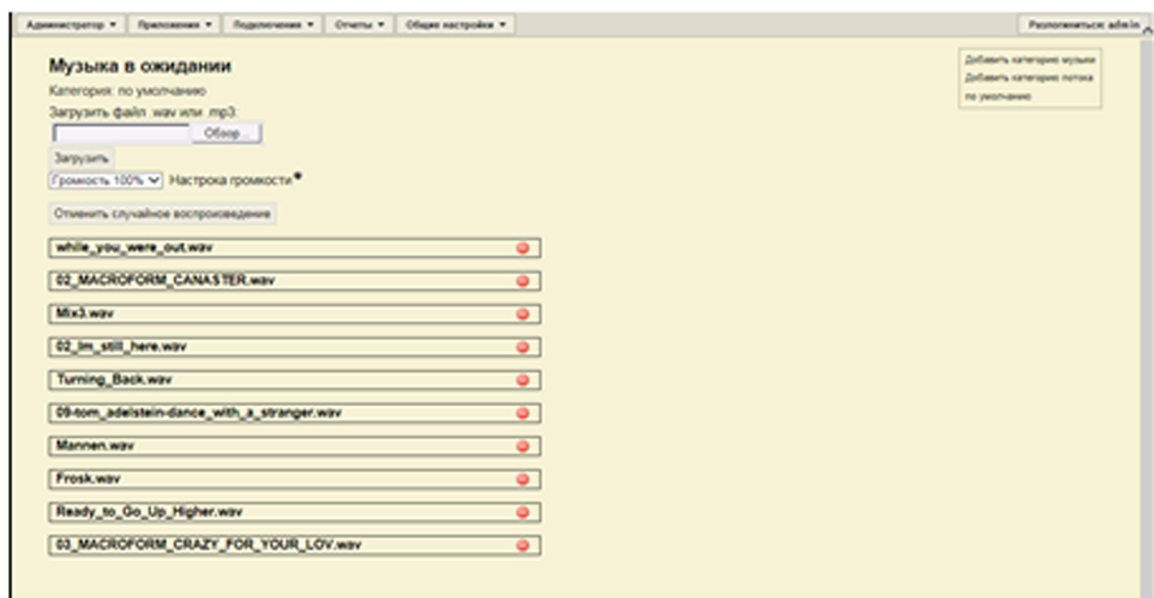 Администратор Приложения Подключения Отчеты Общие настройки Разлогиниться: admin
Добавить категорию музыки
Добавить категорию потока
по умолчанию
Музыка в ожидании
Категория: по умолчанию
Загрузить файл .wav или .mp3:
Обзор...
Загрузить
Громкость 100% Настрока громкости
Отменить случайное воспроизведение
while_you_were_out.wav
02_MACROFORM_CANASTER.wav
Mix3.wav
02_Im_still_here.wav
Turning_Back.wav
09-tom_adelstein-dance_with_a_stranger.wav
Mannen.wav
Frosk.wav
Ready_to_Go_Up_Higher.wav
03_MACROFORM_CRAZY_FOR_YOUR_LOV.wav